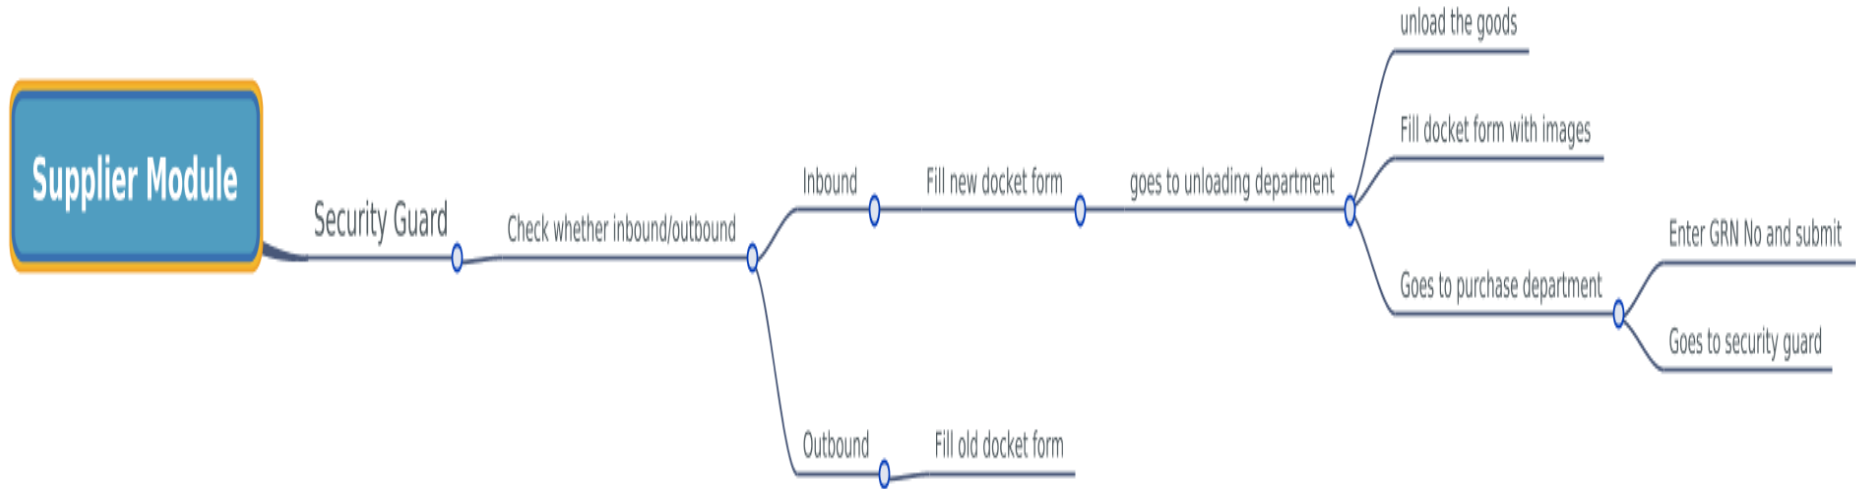 Supplier Module
Security Guard
Check whether inbound/outbound
Inbound
Fill new docket form
goes to unloading department
unload the goods
Fill docket form with images
Goes to purchase department
Enter GRN No and submit
Goes to security guard
Outbound
Fill old docket form